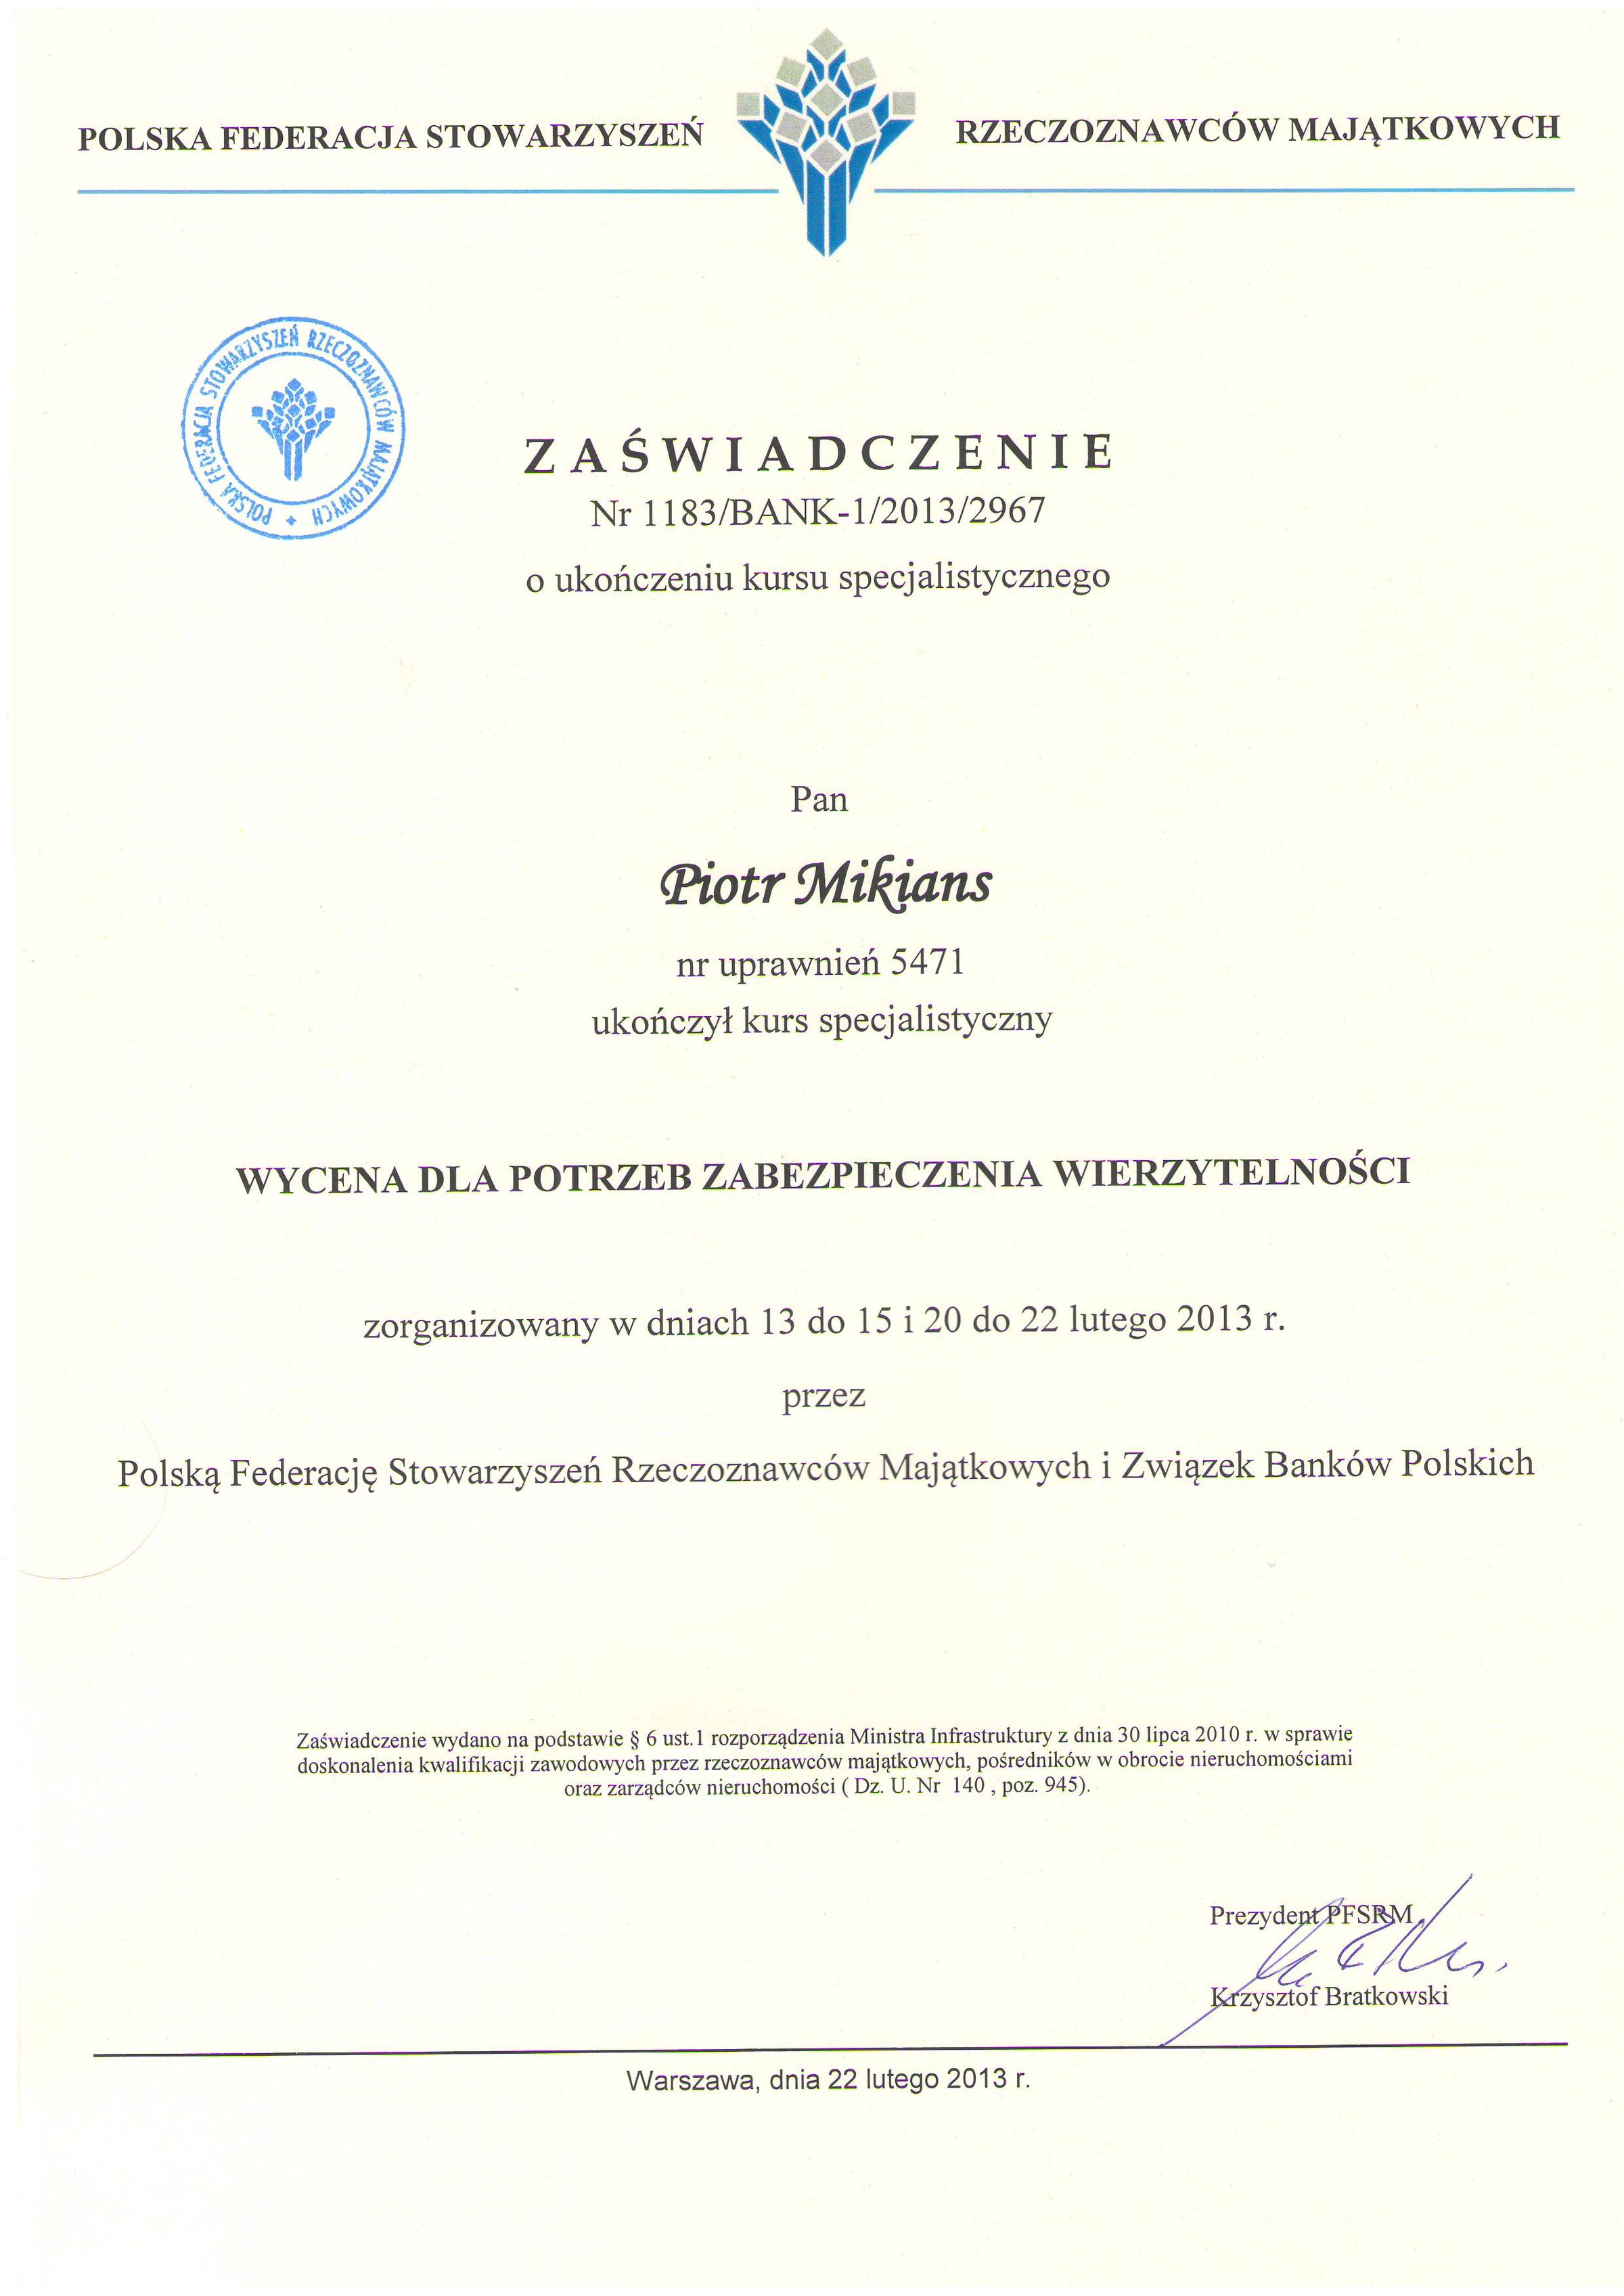 POLSKA FEDERACJA STOWARZYSZEŃ RZECZOZNAWCÓW MAJĄTKOWYCH
POLSKA FEDERACJA STOWARZYSZEŃ RZECZOZNAWCÓW MAJĄTKOWYCH
ZAŚWIADCZENIE
Nr 1183/BANK-1/2013/2967
o ukończeniu kursu specjalistycznego
Pan
Piotr Mikians
nr uprawnień 5471
ukończył kurs specjalistyczny
WYCENA DLA POTRZEB ZABEZPIECZENIA WIERZYTELNOŚCI
zorganizowany w dniach 13 do 15 i 20 do 22 lutego 2013 r.
przez
Polską Federację Stowarzyszeń Rzeczoznawców Majątkowych i Związek Banków Polskich
Zaświadczenie wydano na podstawie § 6 ust.1 rozporządzenia Ministra Infrastruktury z dnia 30 lipca 2010 r. w sprawie
doskonalenia kwalifikacji zawodowych przez rzeczoznawców majątkowych, pośredników w obrocie nieruchomościami
oraz zarządców nieruchomości ( Dz. U. Nr 140 , poz. 945).
Prezydent PFSRM
Krzysztof Bratkowski
Warszawa, dnia 22 lutego 2013 r.